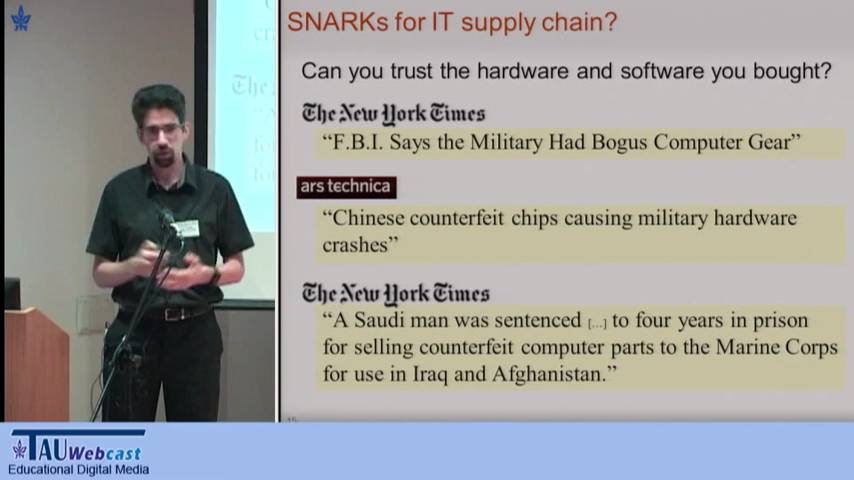 SNARKs for IT supply chain?
Can you trust the hardware and software you bought?
The New York Times
“F.B.I. Says the Military Had Bogus Computer Gear”
ars technica
“Chinese counterfeit chips causing military hardware
crashes”
The New York Times
“A Saudi man was sentenced [...] to four years in prison
for selling counterfeit computer parts to the Marine Corps
for use in Iraq and Afghanistan.”
15
TAU Webcast
Educational Digital Media